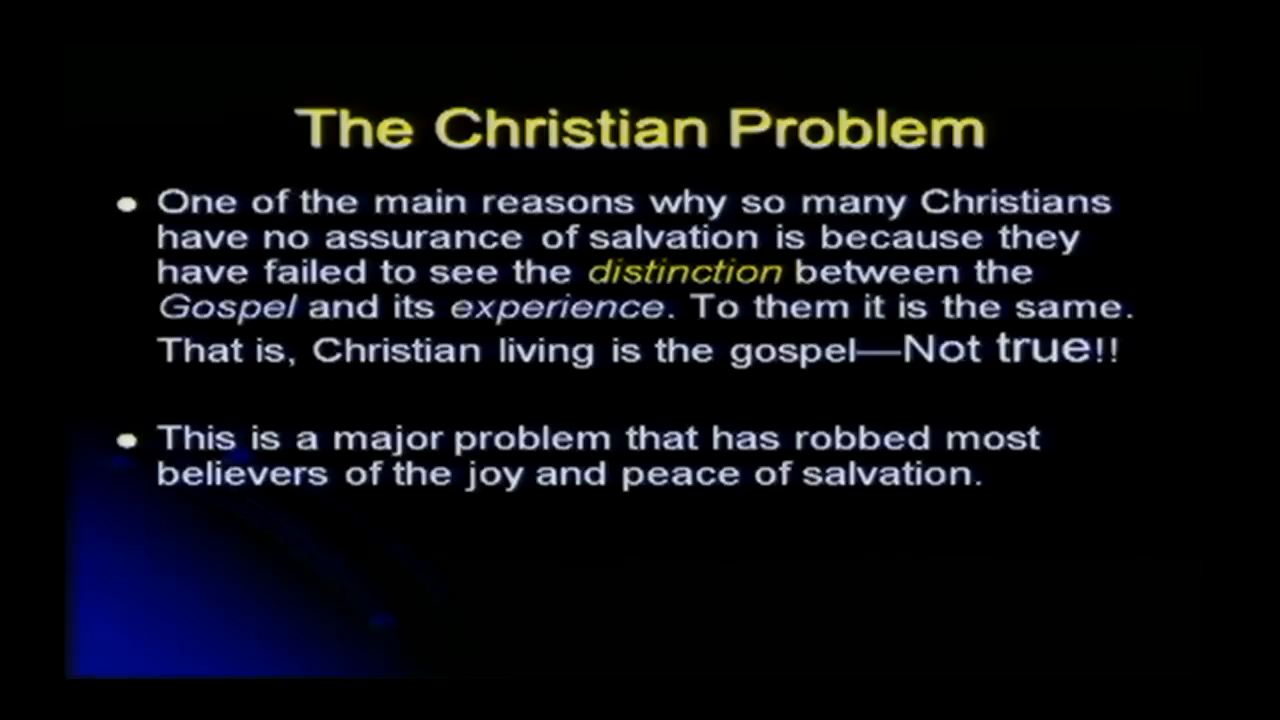 The Christian Problem
• One of the main reasons why so many Christians
have no assurance of salvation is because they
have failed to see the distinction between the
Gospel and its experience. To them it is the same.
That is, Christian living is the gospel—Not true!!
• This is a major problem that has robbed most
believers of the joy and peace of salvation.